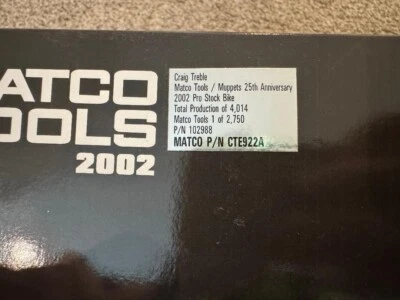 ATCO
OOLS
2002
Craig Treble
Matco Tools / Muppets 25th Anniversary
2002 Pro Stock Bike
Total Production of 4,014
Matco Tools 1 of 2,750
P/N 102988
MATCO P/N CTE922A